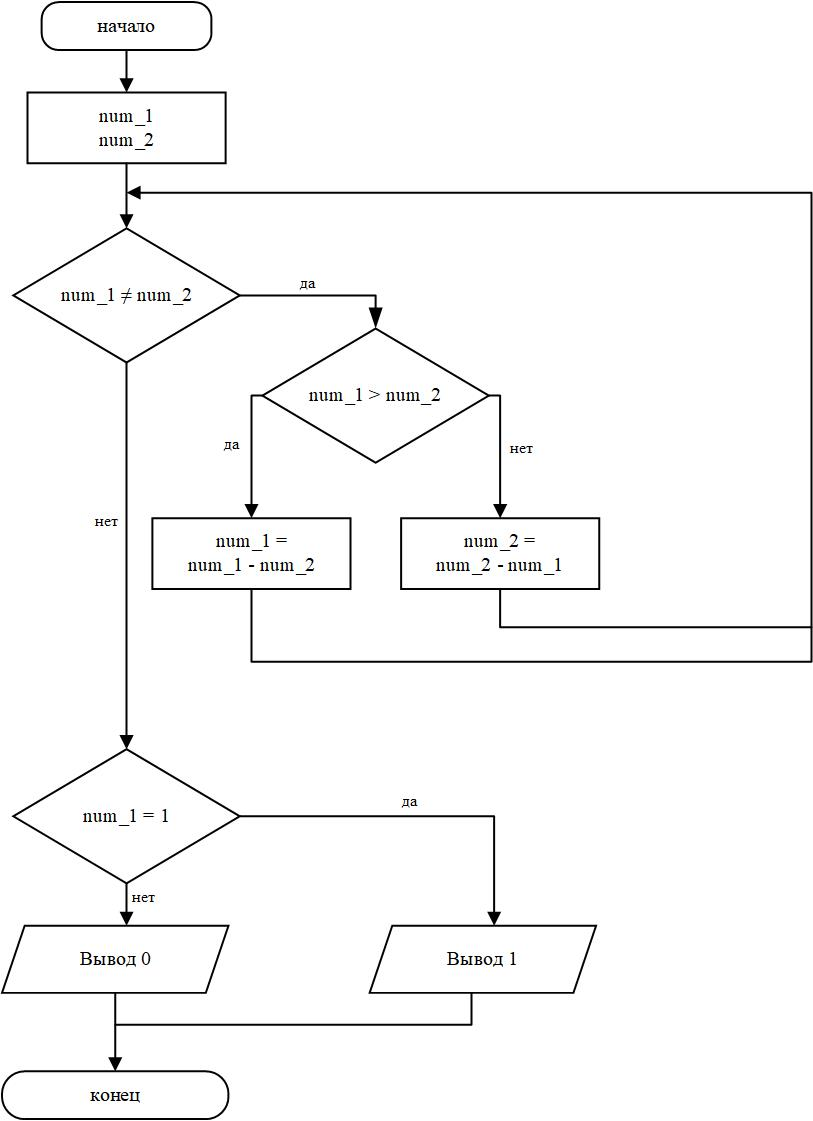 начало
num_1
num_2
num_1 ≠ num_2
да
num_1 > num_2
да
нет
нет
num_1 =
num_1 - num_2
num_2 =
num_2 - num_1
num_1 = 1
да
нет
Вывод 0
Вывод 1
конец